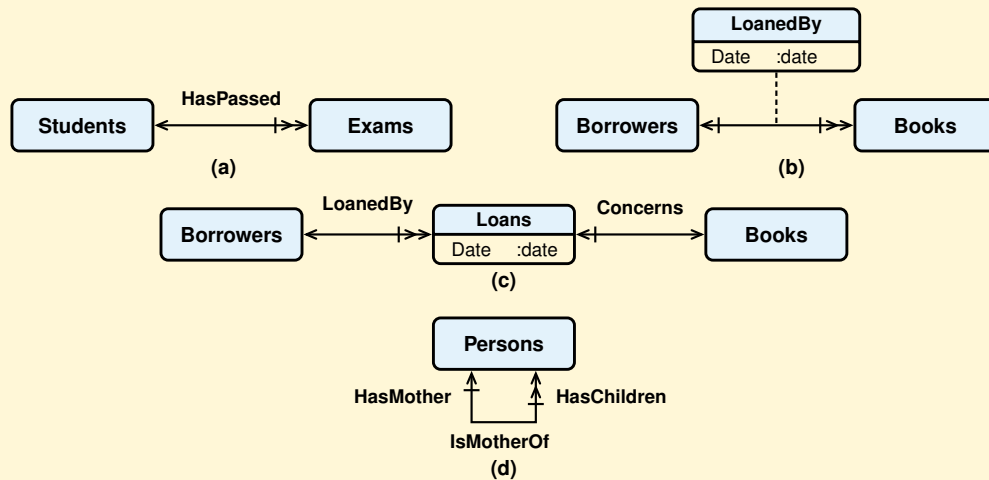 LoanedBy
Date :date
HasPassed
Students
Exams
Borrowers
Books
(a)
(b)
LoanedBy
Concerns
Borrowers
Loans
Date :date
Books
(c)
Persons
HasMother
HasChildren
IsMotherOf
(d)